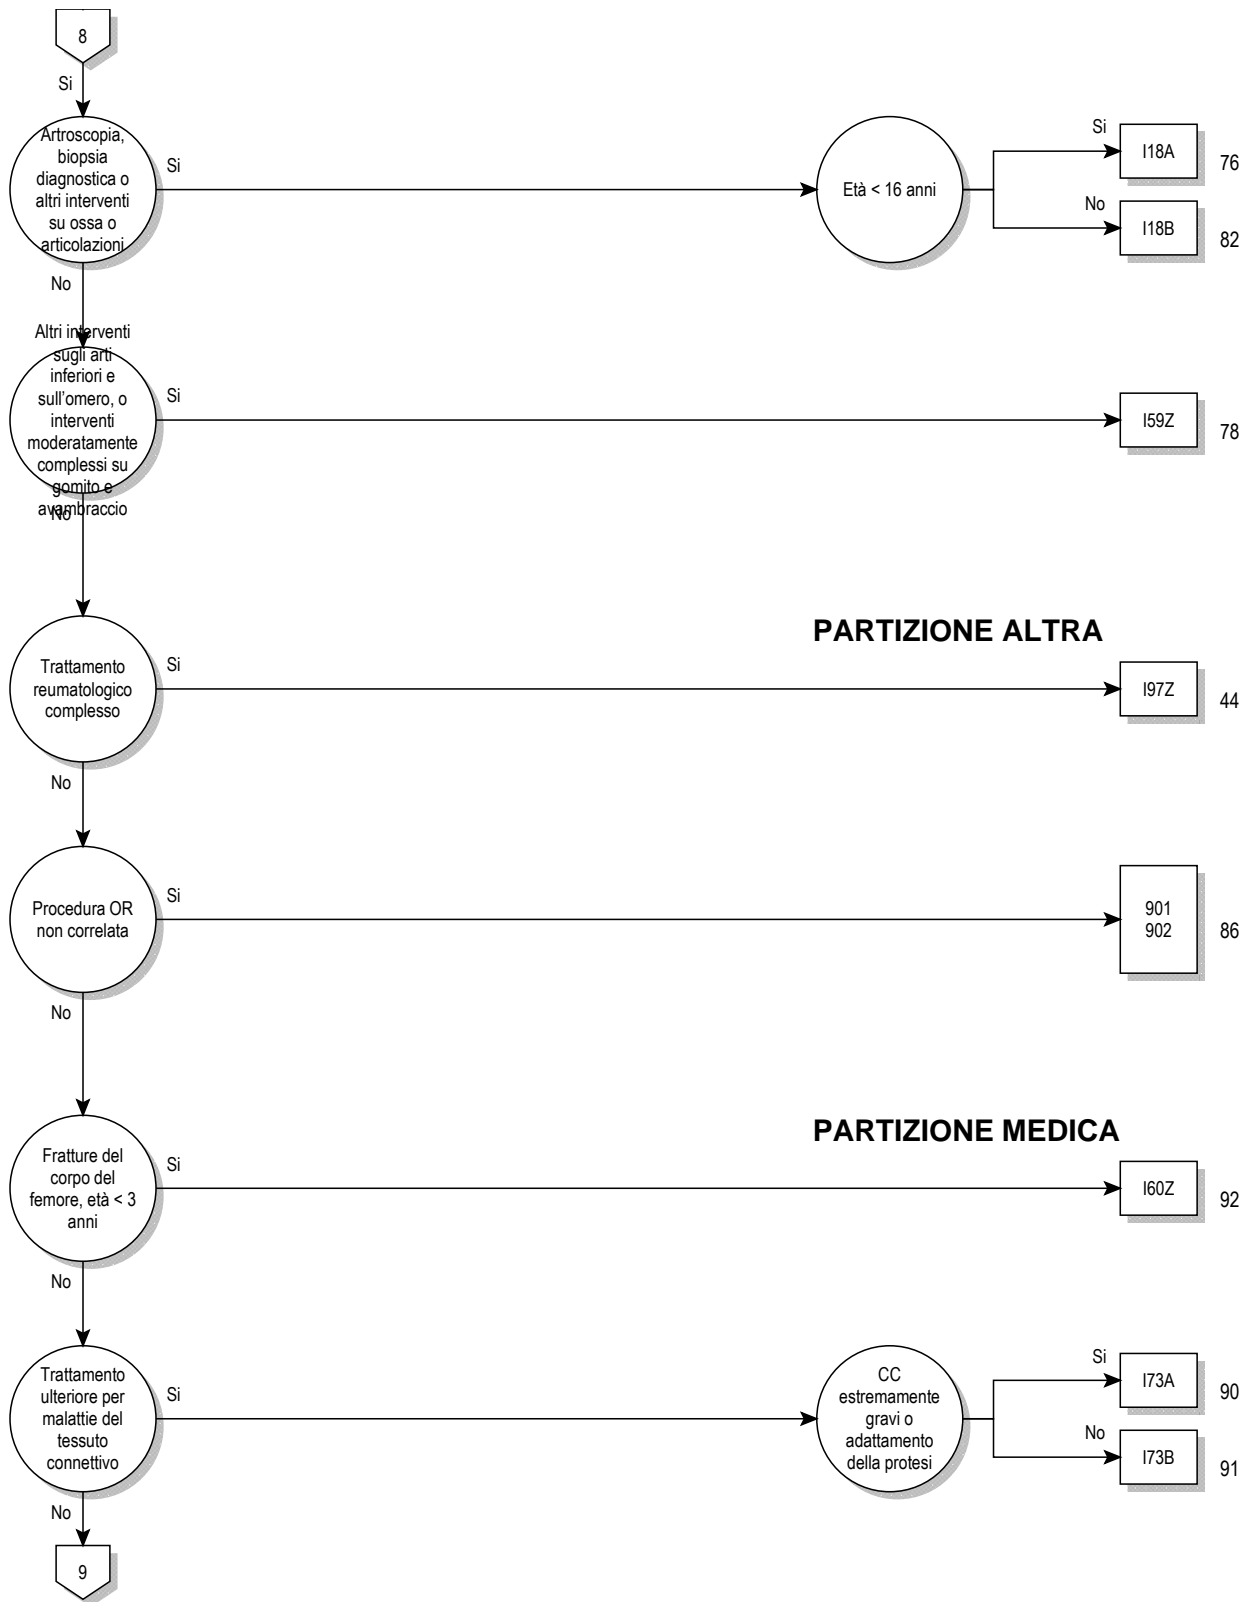 8
Si
Artroscopia,
biopsia
diagnostica o
altri interventi
su ossa o
articolazioni
Si
Età < 16 anni
Si
I18A
76
No
I18B
82
No
Altri interventi
sugli arti
inferiori e
sull'omero, o
interventi
moderatamente
complessi su
gomito e
avambraccio
Si
I59Z
78
No
PARTIZIONE ALTRA
Trattamento
reumatologico
complesso
Si
I97Z
44
No
Procedura OR
non correlata
Si
901
902
86
No
PARTIZIONE MEDICA
Fratture del
corpo del
femore, età < 3
anni
Si
I60Z
92
No
Trattamento
ulteriore per
malattie del
tessuto
connettivo
Si
CC
estremamente
gravi o
adattamento
della protesi
Si
I73A
90
No
I73B
91
No
9